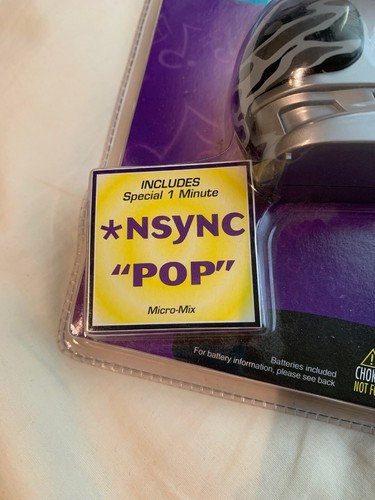 INCLUDES
Special 1 Minute
*NSYNC
"POP"
Micro-Mix
Batteries included
For battery information, please see back